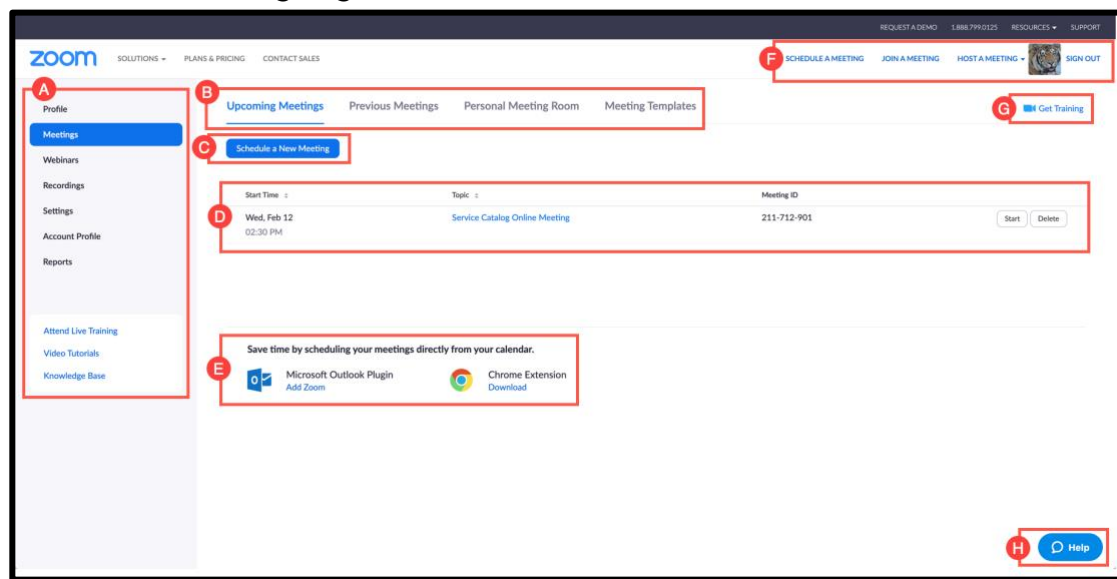 REQUEST A DEMO 1.888.799.0125 RESOURCES SUPPORT
zoom SOLUTIONS PLANS & PRICING CONTACT SALES F SCHEDULE A MEETING JOIN A MEETING HOST A MEETING SIGN OUT
A
Profile
Meetings
Webinars
Recordings
Settings
Account Profile
Reports
Attend Live Training
Video Tutorials
Knowledge Base
B
Upcoming Meetings Previous Meetings Personal Meeting Room Meeting Templates
G Get Training
C Schedule a New Meeting
Start Time Topic Meeting ID
D Wed, Feb 12 Service Catalog Online Meeting 211-712-901 Start Delete
02:30 PM
Save time by scheduling your meetings directly from your calendar.
E Microsoft Outlook Plugin Chrome Extension
Add Zoom Download
H Help